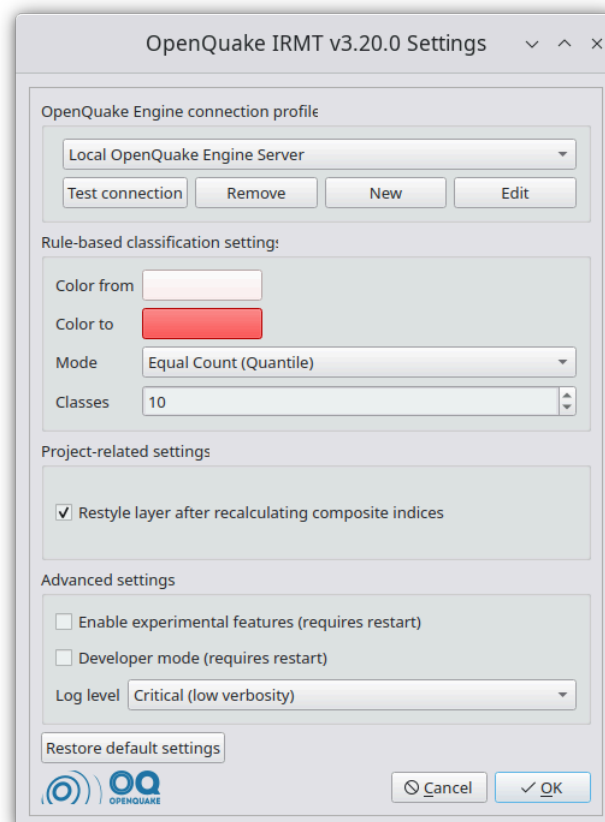 OpenQuake IRMT v3.20.0 Settings
OpenQuake Engine connection profile
Local OpenQuake Engine Server
Test connection Remove New Edit
Rule-based classification settings
Color from
Color to
Mode Equal Count (Quantile)
Classes 10
Project-related settings
Restyle layer after recalculating composite indices
Advanced settings
Enable experimental features (requires restart)
Developer mode (requires restart)
Log level Critical (low verbosity)
Restore default settings
OQ
OPENQUAKE
Cancel OK